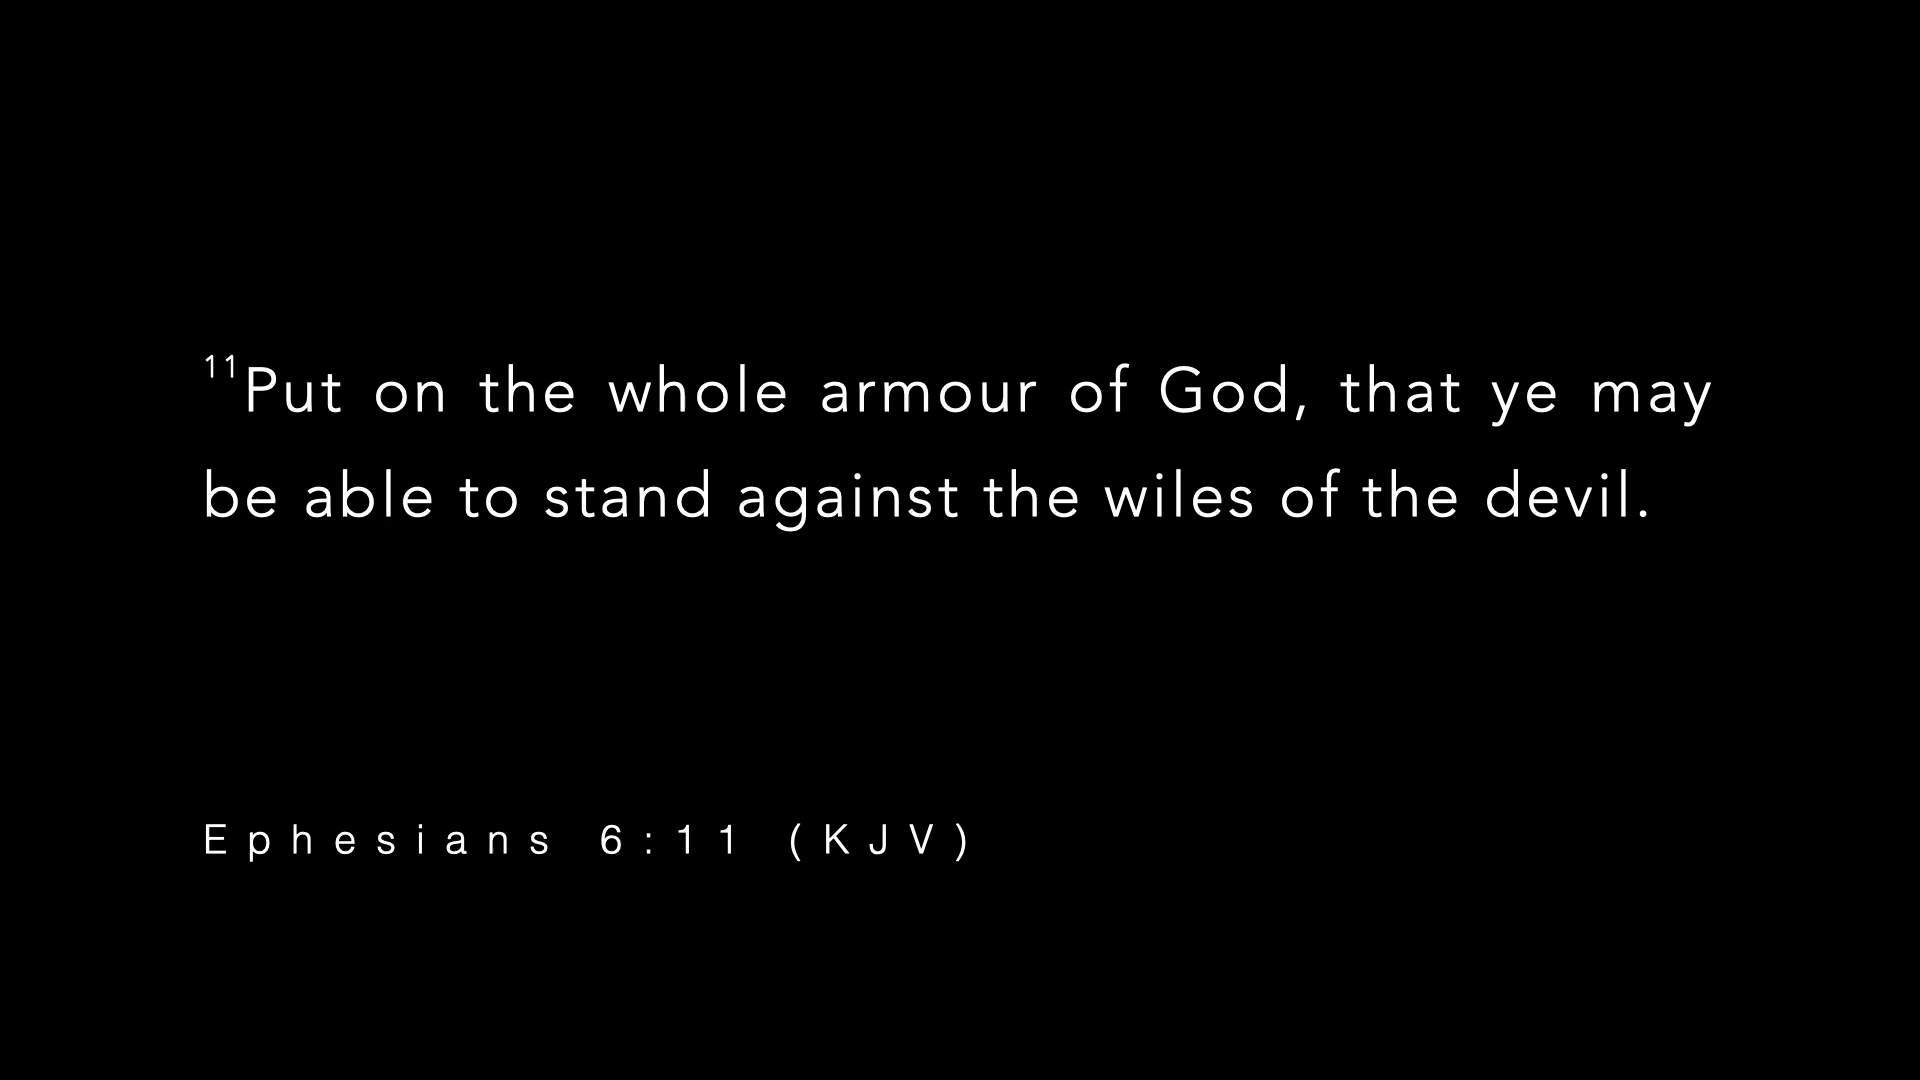 11Put on the whole armour of God, that ye may
be able to stand against the wiles of the devil.
Ephesians 6:11 (KJV)